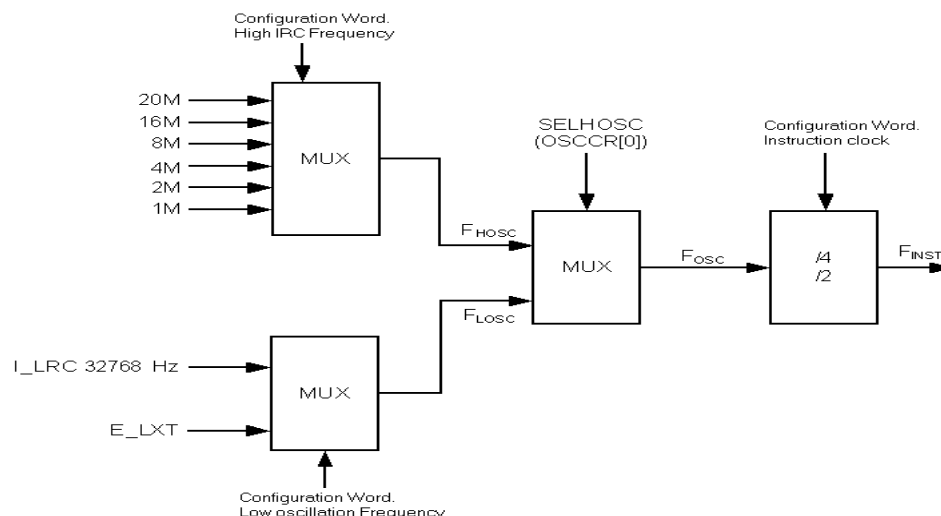 Configuration Word.
High IRC Frequency
20M
16M
8M
4M
2M
1M
MUX
SELHOSC
(OSCCR[0])
Configuration Word.
Instruction clock
FHOSC
MUX
FOSC
/4
/2
FINST
FLOSC
I_LRC 32768 Hz
MUX
E_LXT
Configuration Word.
Low oscillation Frequency